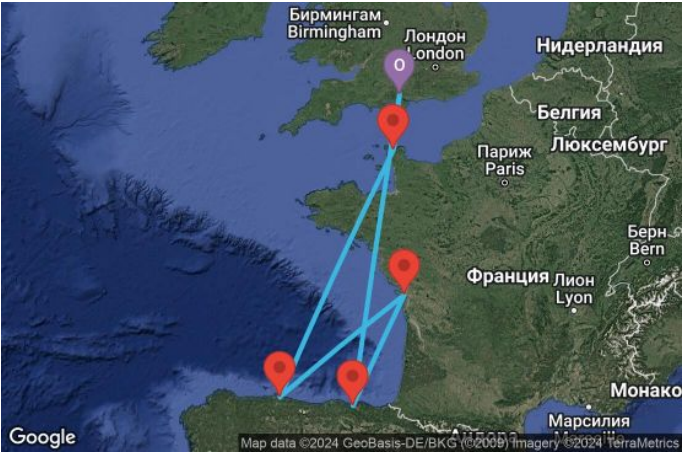 Бирмингам
Birmingham
Лондон
London
Нидерландия
O
Белгия
Люксембург
Париж
Paris
Берн
Bern
Франция
Лион
Lyon
Монако
Марсилия
Андора
Google
Map data ©2024 GeoBasis-DE/BKG (©2009) Imagery ©2024 TerraMetrics